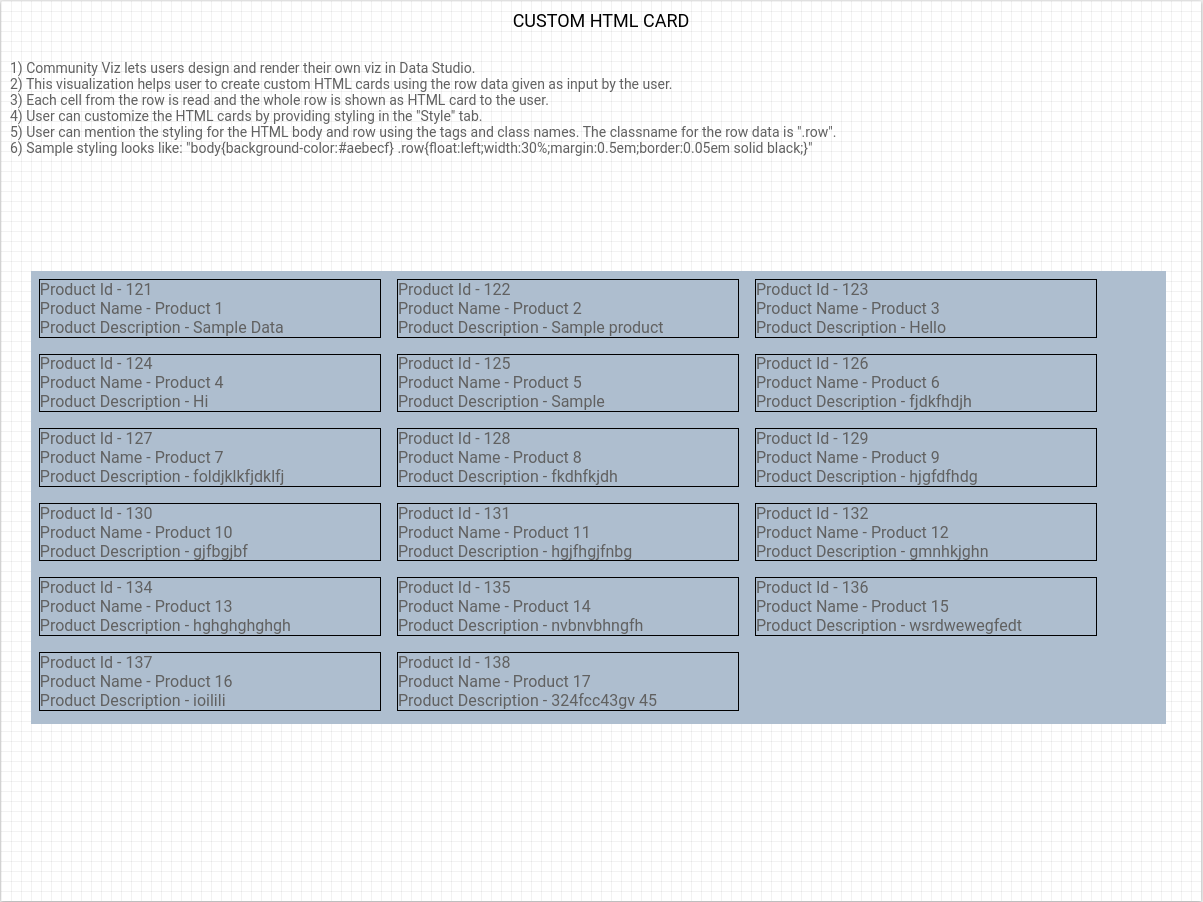 CUSTOM HTML CARD
1) Community Viz lets users design and render their own viz in Data Studio.
2) This visualization helps user to create custom HTML cards using the row data given as input by the user.
3) Each cell from the row is read and the whole row is shown as HTML card to the user.
4) User can customize the HTML cards by providing styling in the "Style" tab.
5) User can mention the styling for the HTML body and row using the tags and class names. The classname for the row data is ".row".
6) Sample styling looks like: "body{background-color:#aebecf} .row{float:left;width:30%;margin:0.5em;border:0.05em solid black;}"
Product Id - 121
Product Name - Product 1
Product Description - Sample Data
Product Id - 122
Product Name - Product 2
Product Description - Sample product
Product Id - 123
Product Name - Product 3
Product Description - Hello
Product Id - 124
Product Name - Product 4
Product Description - Hi
Product Id - 125
Product Name - Product 5
Product Description - Sample
Product Id - 126
Product Name - Product 6
Product Description - fjdkfhdjh
Product Id - 127
Product Name - Product 7
Product Description - foldjklkfjdklfj
Product Id - 128
Product Name - Product 8
Product Description - fkdhfkjdh
Product Id - 129
Product Name - Product 9
Product Description - hjgfdfhdg
Product Id - 130
Product Name - Product 10
Product Description - gjfbgjbf
Product Id - 131
Product Name - Product 11
Product Description - hgjfhgjfnbg
Product Id - 132
Product Name - Product 12
Product Description - gmnhkjghn
Product Id - 134
Product Name - Product 13
Product Description - hghghghghgh
Product Id - 135
Product Name - Product 14
Product Description - nvbnvbhngfh
Product Id - 136
Product Name - Product 15
Product Description - wsrdwewegfedt
Product Id - 137
Product Name - Product 16
Product Description - ioilili
Product Id - 138
Product Name - Product 17
Product Description - 324fcc43gv 45